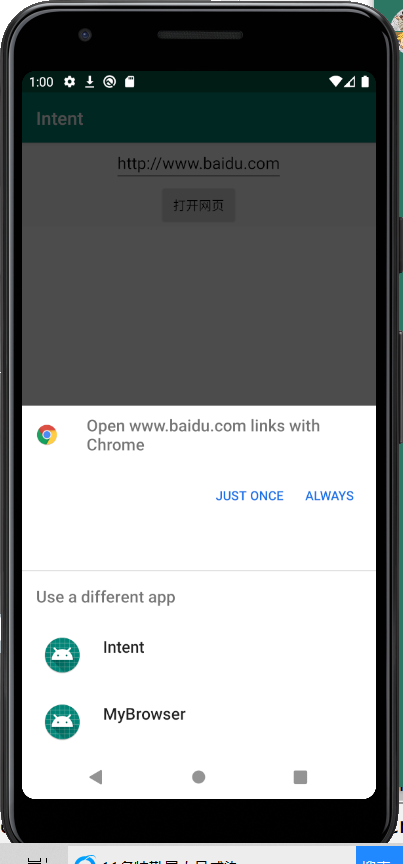 1:00
Intent
http://www.baidu.com
打开网页
Open www.baidu.com links with
Chrome
JUST ONCE
ALWAYS
Use a different app
Intent
MyBrowser